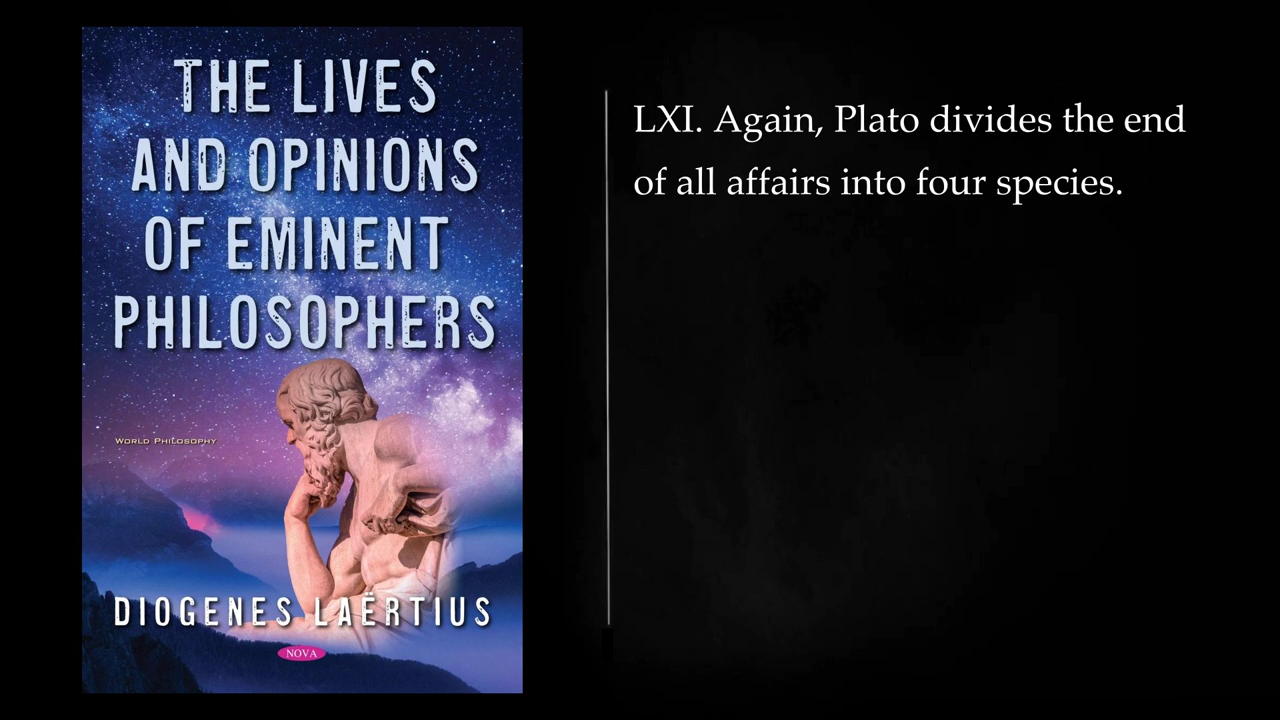 THE LIVES
AND OPINIONS
OF EMINENT
PHILOSOPHERS
WORLD PHILOSOPHY
DIOGENES LAËRTIUS
NOVA
LXI. Again, Plato divides the end
of all affairs into four species.